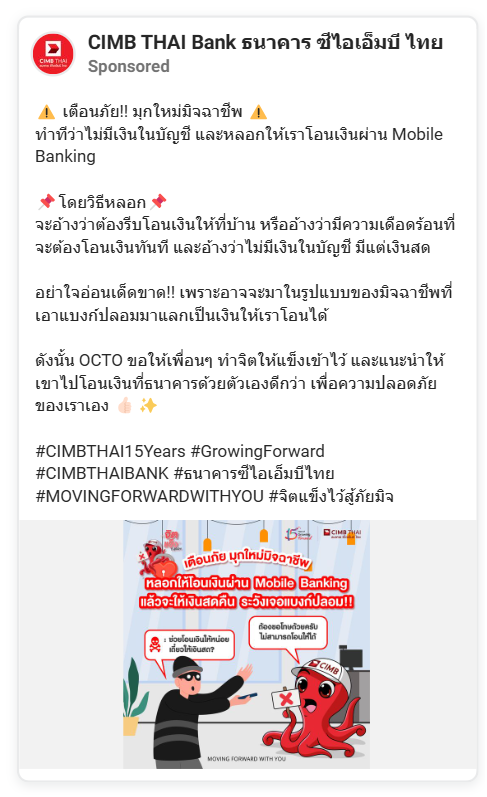 CIMB THAI Bank ธนาคาร ซีไอเอ็มบี ไทย
CIMB THAI
Sponsored
⚠️ เตือนภัย!! มุกใหม่มิจฉาชีพ ⚠️
ทำทีว่าไม่มีเงินในบัญชี และหลอกให้เราโอนเงินผ่าน Mobile
Banking
📌 โดยวิธีหลอก 📌
จะอ้างว่าต้องรีบโอนเงินให้ที่บ้าน หรืออ้างว่ามีความเดือดร้อนที่
จะต้องโอนเงินทันที และอ้างว่าไม่มีเงินในบัญชี มีแต่เงินสด
อย่าใจอ่อนเด็ดขาด!! เพราะอาจจะมาในรูปแบบของมิจฉาชีพที่
เอาแบงก์ปลอมมาแลกเป็นเงินให้เราโอนได้
ดังนั้น OCTO ขอให้เพื่อนๆ ทำจิตให้แข็งเข้าไว้ และแนะนำให้
เขาไปโอนเงินที่ธนาคารด้วยตัวเองดีกว่า เพื่อความปลอดภัย
ของเราเอง 👍🏻 ✨
#CIMBTHAI15Years #GrowingForward
#CIMBTHAIBANK #ธนาคารซีไอเอ็มบีไทย
#MOVINGFORWARDWITHYOU #จิตแข็งไว้สู้ภัยมิจ
CIMB THAI
เตือนภัย มุกใหม่มิจฉาชีพ
หลอกให้โอนเงินผ่าน Mobile Banking
แล้วจะให้เงินสดคืน ระวังเจอแบงก์ปลอม!!
: ช่วยโอนเงินให้หน่อย
เดี๋ยวให้เงินสด?
ต้องขอโทษด้วยครับ
ไม่สามารถโอนให้ได้
CIMB
MOVING FORWARD WITH YOU